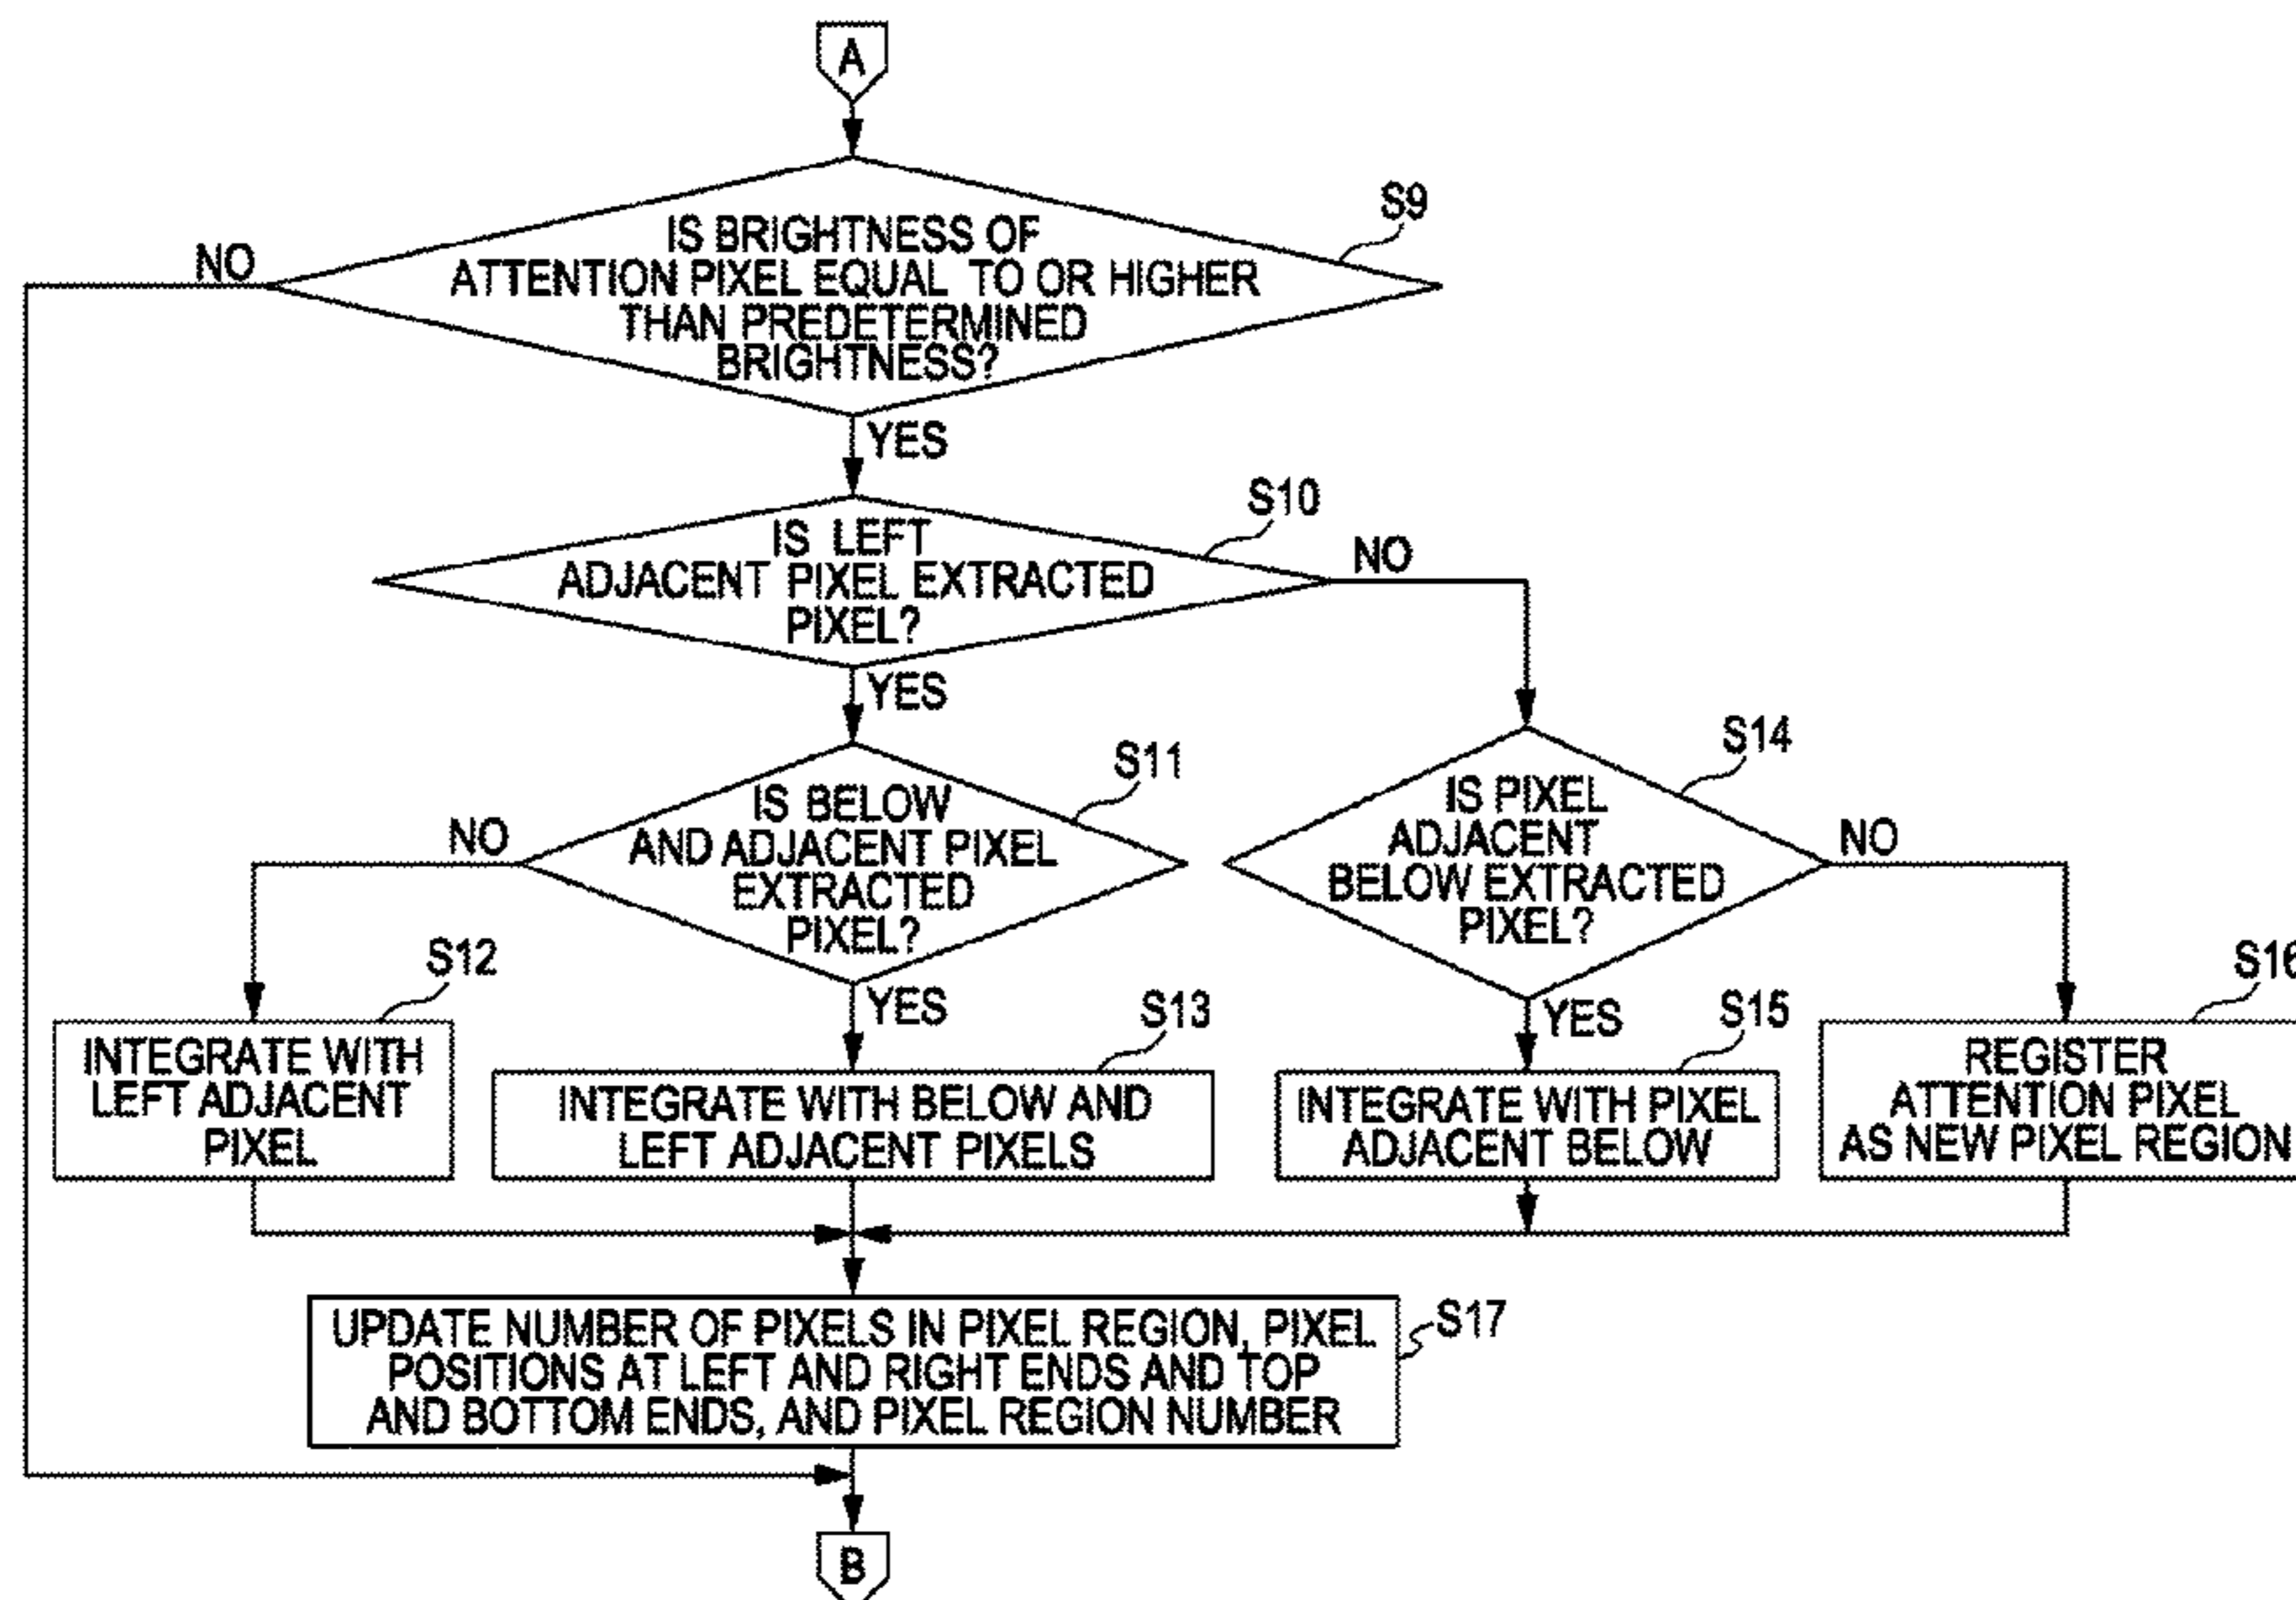 A
S9
NO
IS BRIGHTNESS OF
ATTENTION PIXEL EQUAL TO OR HIGHER
THAN PREDETERMINED
BRIGHTNESS?
YES
S10
NO
IS LEFT
ADJACENT PIXEL EXTRACTED
PIXEL?
YES
S11
NO
IS BELOW
AND ADJACENT PIXEL
EXTRACTED
PIXEL?
YES
S14
NO
IS PIXEL
ADJACENT
BELOW EXTRACTED
PIXEL?
YES
S12
INTEGRATE WITH
LEFT ADJACENT
PIXEL
S13
INTEGRATE WITH BELOW AND
LEFT ADJACENT PIXELS
S15
INTEGRATE WITH PIXEL
ADJACENT BELOW
S16
REGISTER
ATTENTION PIXEL
AS NEW PIXEL REGION
S17
UPDATE NUMBER OF PIXELS IN PIXEL REGION, PIXEL
POSITIONS AT LEFT AND RIGHT ENDS AND TOP
AND BOTTOM ENDS, AND PIXEL REGION NUMBER
B